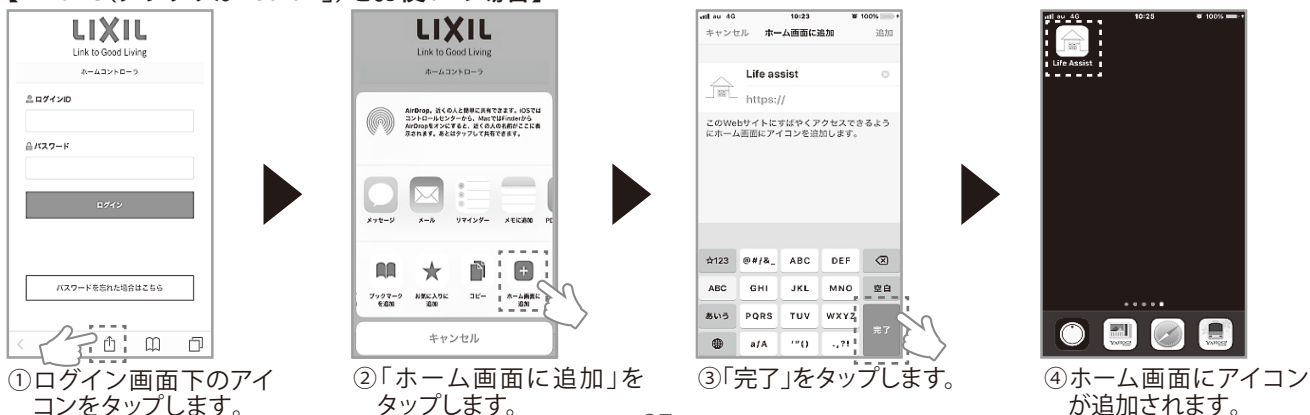 LIXIL
Link to Good Living
ホームコントローラ
ログインID
パスワード
ログイン
パスワードを忘れた場合はこちら
①ログイン画面下のアイ
コンをタップします。
LIXIL
Link to Good Living
ホームコントローラ
AirDrop。近くの人と簡単に共有できます。iOSでは
コントロールセンターから、MacではFinderから
AirDropをオンにすると、近くの人の名前がここに表
示されます。あとはタップして共有できます。
メッセージ
メール
リマインダー
メモに追加
ブックマーク
を追加
お気に入りに
追加
コピー
ホーム画面に
追加
キャンセル
②「ホーム画面に追加」を
タップします。
au 4G 10:23 100%
キャンセル ホーム画面に追加 追加
Life assist
https://
このWebサイトにすばやくアクセスできるよう
にホーム画面にアイコンを追加します。
☆123 @#/&_ ABC DEF
ABC GHI JKL MNO 空白
あいう PQRS TUV WXYZ
完了
a/A '"() .,?!
③「完了」をタップします。
au 4G 10:25 100%
Life Assist
④ホーム画面にアイコン
が追加されます。